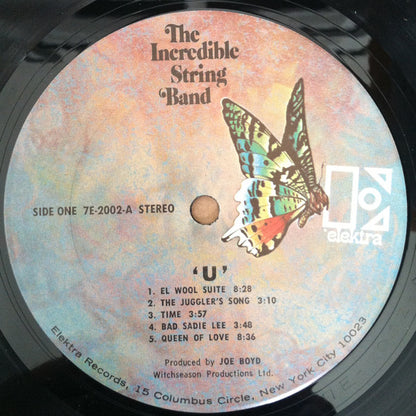 The
Incredible
String
Band
SIDE ONE 7E-2002-A STEREO
elektra
'U'
1. EL WOOL SUITE 8:28
2. THE JUGGLER'S SONG 3:10
3. TIME 3:57
4. BAD SADIE LEE 3:48
5. QUEEN OF LOVE 8:36
Produced by JOE BOYD
Witchseason Productions Ltd.
Elektra Records, 15 Columbus Circle, New York City 10023